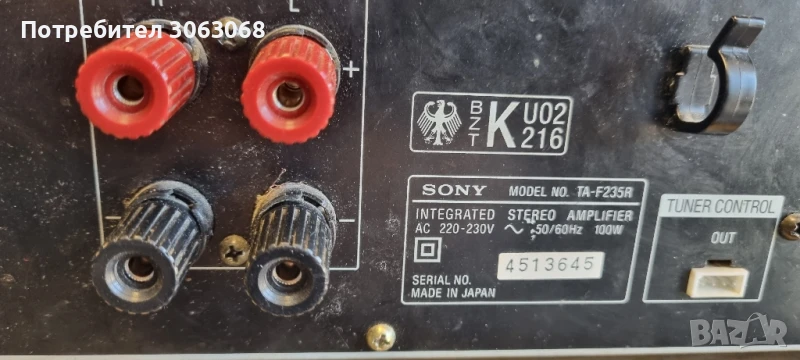 Потребител 3063068
R L
+
BZT K U02 216
- -
SONY MODEL NO. TA-F235R
INTEGRATED STEREO AMPLIFIER
AC 220-230V ~ 50/60Hz 100W
4513645
SERIAL NO.
MADE IN JAPAN
TUNER CONTROL
OUT
BAZAR